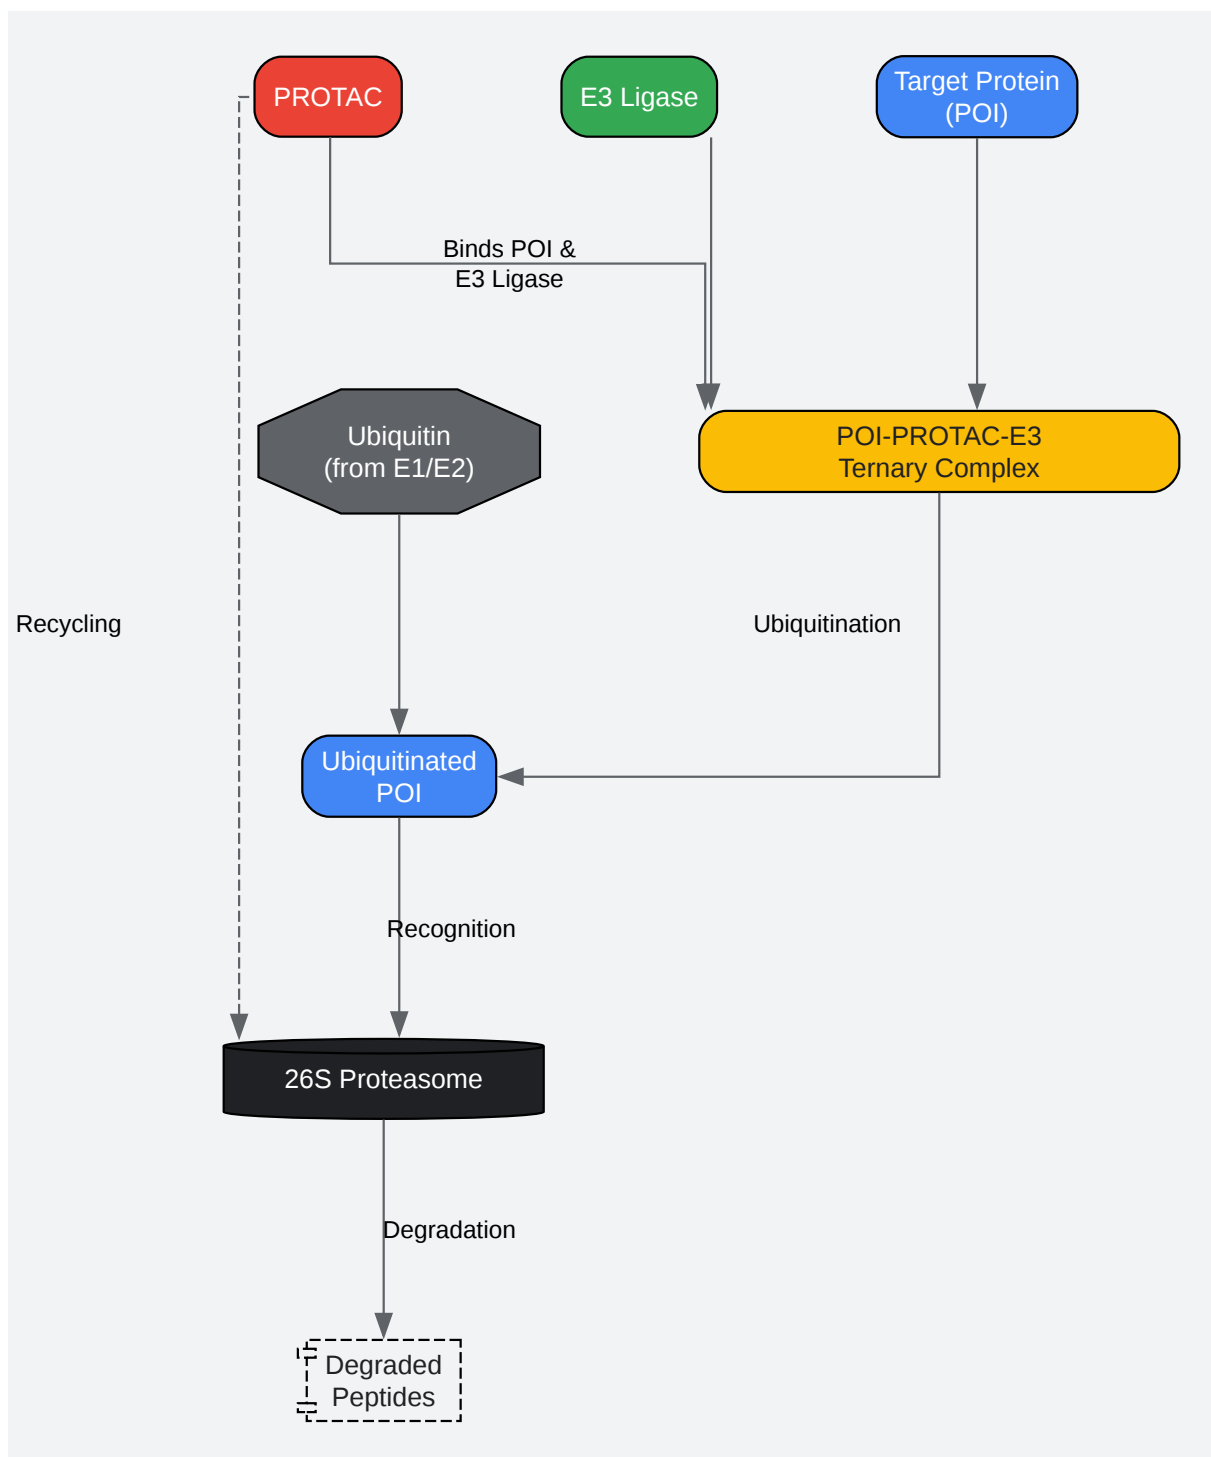 PROTAC
E3 Ligase
Target Protein
(POI)
Binds POI &
E3 Ligase
Ubiquitin
(from E1/E2)
POI-PROTAC-E3
Ternary Complex
Recycling
Ubiquitination
Ubiquitinated
POI
Recognition
26S Proteasome
Degradation
Degraded
Peptides